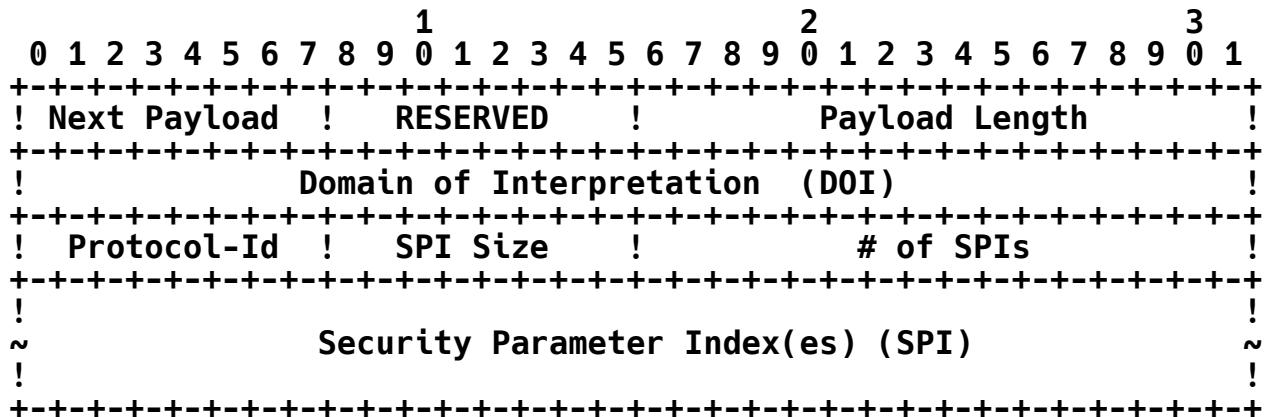 1                   2                   3
 0 1 2 3 4 5 6 7 8 9 0 1 2 3 4 5 6 7 8 9 0 1 2 3 4 5 6 7 8 9 0 1
+-+-+-+-+-+-+-+-+-+-+-+-+-+-+-+-+-+-+-+-+-+-+-+-+-+-+-+-+-+-+-+-+
! Next Payload  !   RESERVED    !         Payload Length        !
+-+-+-+-+-+-+-+-+-+-+-+-+-+-+-+-+-+-+-+-+-+-+-+-+-+-+-+-+-+-+-+-+
!              Domain of Interpretation  (DOI)                  !
+-+-+-+-+-+-+-+-+-+-+-+-+-+-+-+-+-+-+-+-+-+-+-+-+-+-+-+-+-+-+-+-+
!  Protocol-Id  !   SPI Size    !           # of SPIs           !
+-+-+-+-+-+-+-+-+-+-+-+-+-+-+-+-+-+-+-+-+-+-+-+-+-+-+-+-+-+-+-+-+
!                                                               !
~               Security Parameter Index(es) (SPI)              ~
!                                                               !
+-+-+-+-+-+-+-+-+-+-+-+-+-+-+-+-+-+-+-+-+-+-+-+-+-+-+-+-+-+-+-+-+